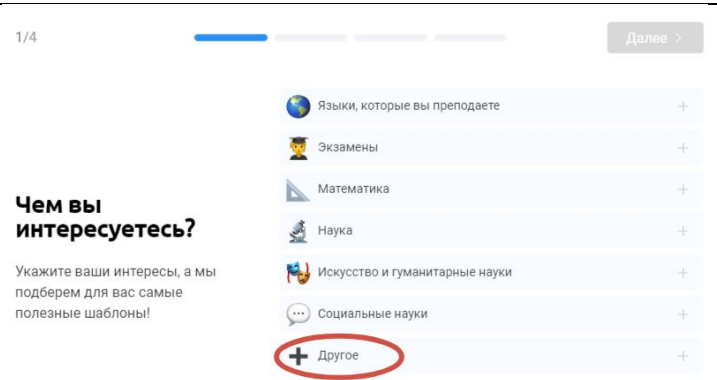 1/4
Далее >
Языки, которые вы преподаете
Экзамены
Математика
Чем вы
интересуетесь?
Наука
Укажите ваши интересы, а мы
подберем для вас самые
полезные шаблоны!
Искусство и гуманитарные науки
Социальные науки
Другое